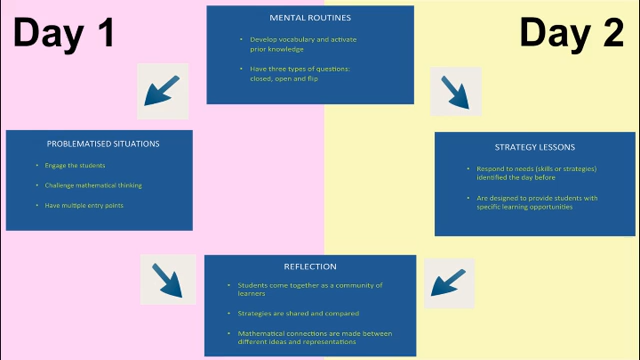 Day 1
Day 2
MENTAL ROUTINES
• Develop vocabulary and activate
prior knowledge
• Have three types of questions:
closed, open and flip
PROBLEMATISED SITUATIONS
• Engage the students
• Challenge mathematical thinking
• Have multiple entry points
STRATEGY LESSONS
• Respond to needs (skills or strategies)
identified the day before
• Are designed to provide students with
specific learning opportunities
REFLECTION
• Students come together as a community of
learners
• Strategies are shared and compared
• Mathematical connections are made between
different ideas and representations